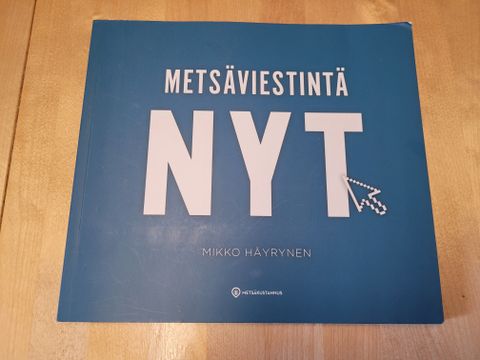 METSÄVIESTINTÄ
NYT
MIKKO HÄYRYNEN
METSÄKUSTANNUS